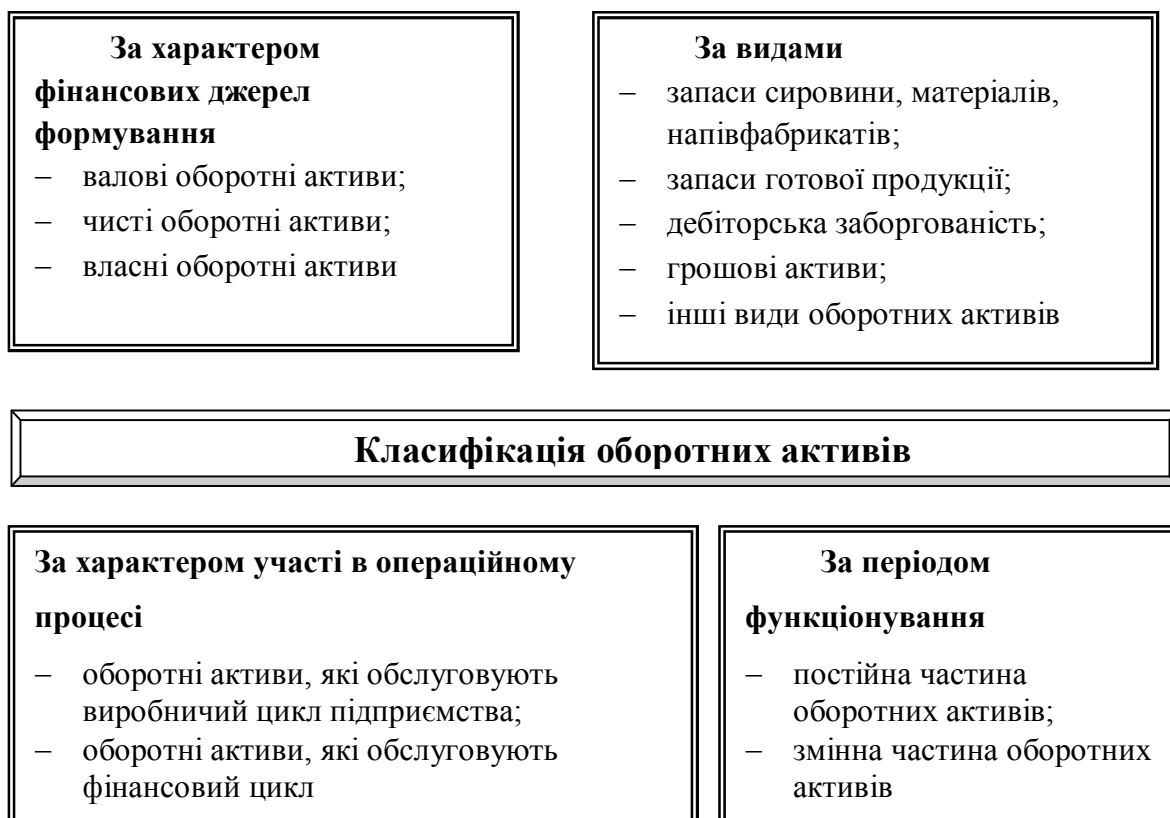 За характером
фінансових джерел
формування
– валові оборотні активи;
– чисті оборотні активи;
– власні оборотні активи
За видами
– запаси сировини, матеріалів,
напівфабрикатів;
– запаси готової продукції;
– дебіторська заборгованість;
– грошові активи;
– інші види оборотних активів
Класифікація оборотних активів
За характером участі в операційному
процесі
– оборотні активи, які обслуговують
виробничий цикл підприємства;
– оборотні активи, які обслуговують
фінансовий цикл
За періодом
функціонування
– постійна частина
оборотних активів;
– змінна частина оборотних
активів